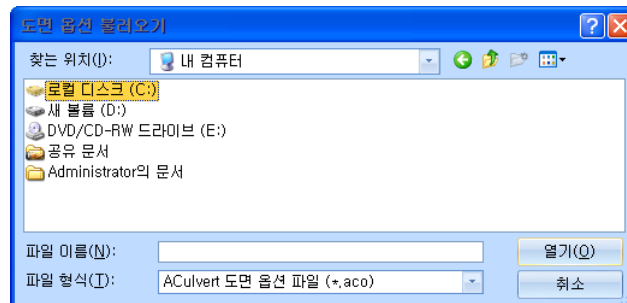 도면 옵션 불러오기
찾는 위치(I): 내 컴퓨터
로컬 디스크 (C:)
새 볼륨 (D:)
DVD/CD-RW 드라이브 (E:)
공유 문서
Administrator의 문서
파일 이름(N): 열기(O)
파일 형식(T): ACulvert 도면 옵션 파일 (*.aco) 취소